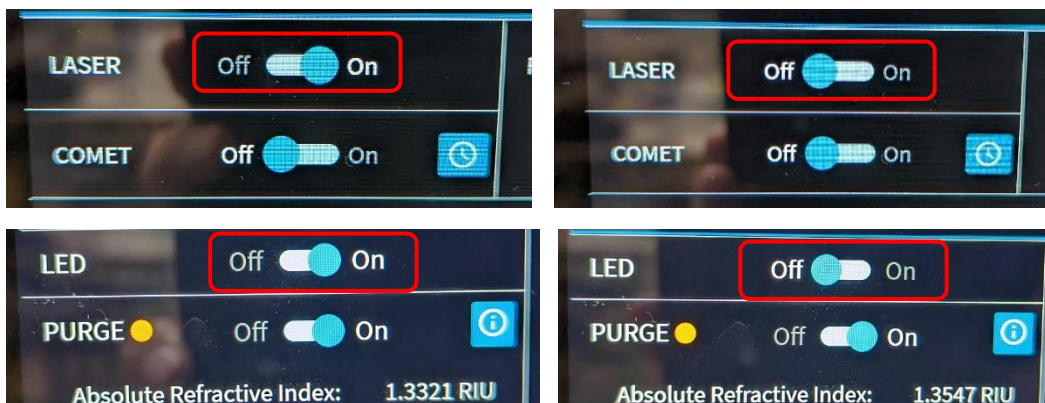 LASER Off On
COMET Off On
LASER Off On
COMET Off On
LED Off On
PURGE Off On
Absolute Refractive Index: 1.3321 RIU
LED Off On
PURGE Off On
Absolute Refractive Index: 1.3547 RIU